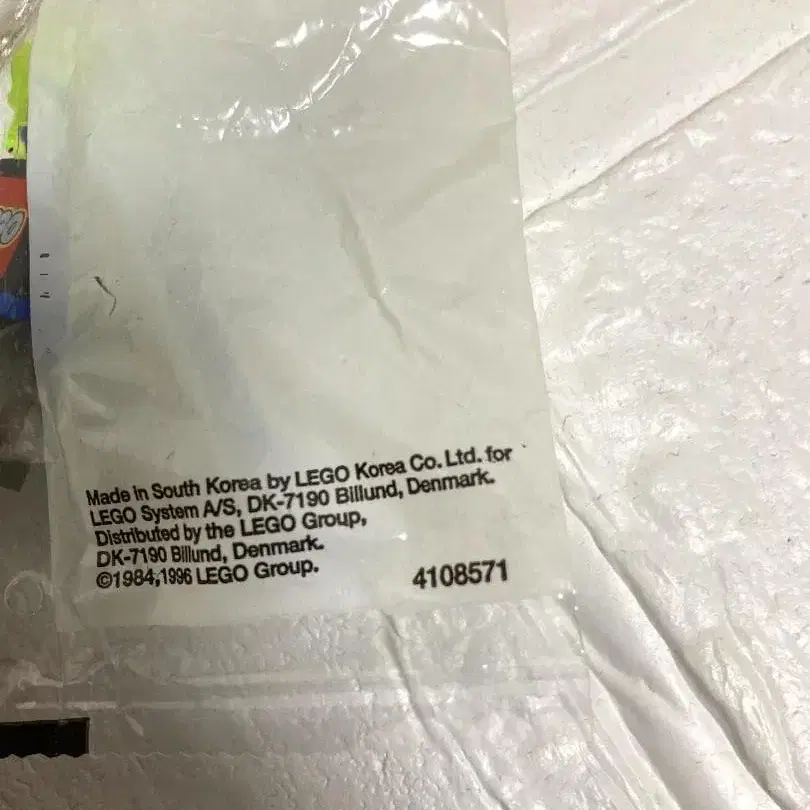 Made in South Korea by LEGO Korea Co. Ltd. for
LEGO System A/S, DK-7190 Billund, Denmark.
Distributed by the LEGO Group,
DK-7190 Billund, Denmark.
©1984,1996 LEGO Group.
4108571